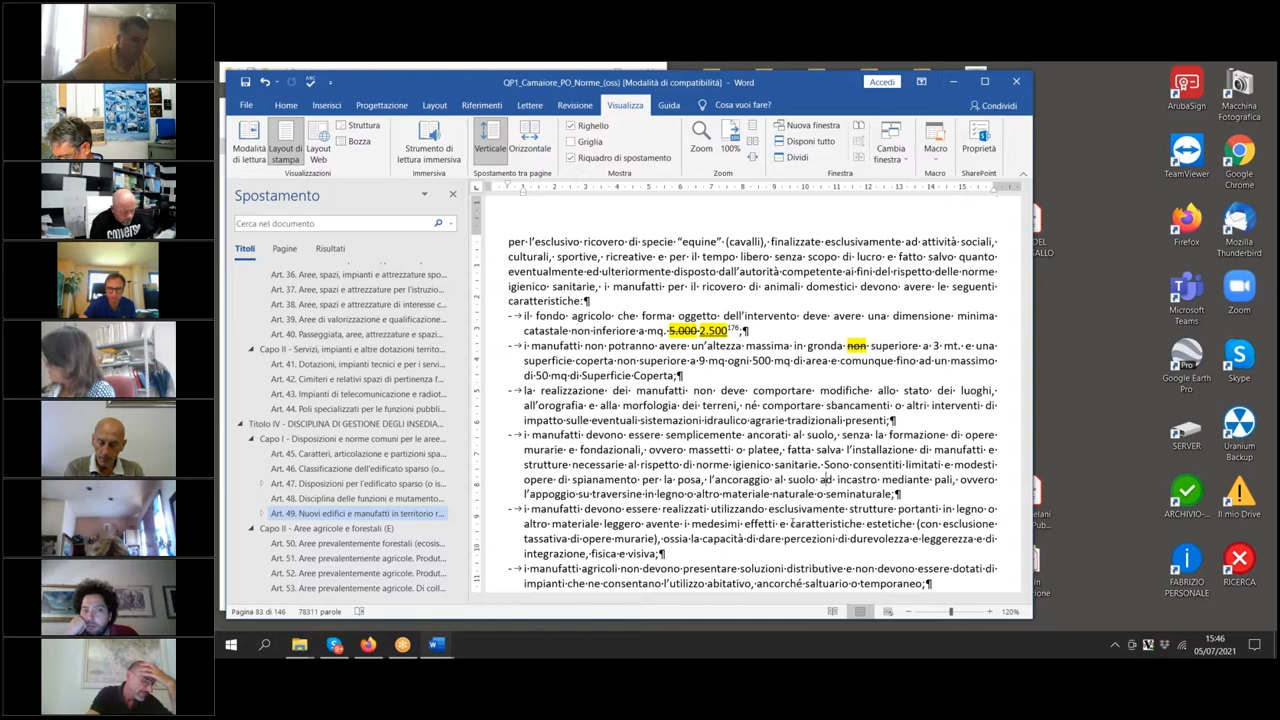 QP1_Camaiore_PO_Norme_(oss) [Modalità di compatibilità] - Word
Accedi
File Home Inserisci Progettazione Layout Riferimenti Lettere Revisione Visualizza Guida Cosa vuoi fare? Condividi
Modalità di lettura
Layout di stampa
Layout Web
Struttura
Bozza
Visualizzazioni
Strumento di lettura immersiva
Immersiva
Verticale
Orizzontale
Spostamento tra pagine
Righello
Griglia
Riquadro di spostamento
Mostra
Zoom
100%
Zoom
Nuova finestra
Disponi tutto
Dividi
Cambia finestra
Finestra
Macro
Macro
Proprietà
SharePoint
Spostamento
Cerca nel documento
Titoli Pagine Risultati
Art. 36. Aree, spazi, impianti e attrezzature spo...
Art. 37. Aree, spazi e attrezzature per l'istruzio...
Art. 38. Aree, spazi e attrezzature di interesse c...
Art. 39. Aree di valorizzazione e qualificazione...
Art. 40. Passeggiata, aree, attrezzature e spazi...
Capo II - Servizi, impianti e altre dotazioni territo...
Art. 41. Dotazioni, impianti tecnici e per i servi...
Art. 42. Cimiteri e relativi spazi di pertinenza f...
Art. 43. Impianti di telecomunicazione e radiot...
Art. 44. Poli specializzati per le funzioni pubbli...
Titolo IV - DISCIPLINA DI GESTIONE DEGLI INSEDIA...
Capo I - Disposizioni e norme comuni per le aree...
Art. 45. Caratteri, articolazione e partizioni spa...
Art. 46. Classificazione dell'edificato sparso (o...
Art. 47. Disposizioni per l'edificato sparso (o di...
Art. 48. Disciplina delle funzioni e mutamento...
Art. 49. Nuovi edifici e manufatti in territorio r...
Capo II - Aree agricole e forestali (E)
Art. 50. Aree prevalentemente forestali (ecosis...
Art. 51. Aree prevalentemente agricole. Produt...
Art. 52. Aree prevalentemente agricole. Produt...
Art. 53. Aree prevalentemente agricole. Di coll...
per l'esclusivo ricovero di specie "equine" (cavalli), finalizzate esclusivamente ad attività sociali,
culturali, sportive, ricreative e per il tempo libero senza scopo di lucro e fatto salvo quanto
eventualmente ed ulteriormente disposto dall'autorità competente ai fini del rispetto delle norme
igienico sanitarie, i manufatti per il ricovero di animali domestici devono avere le seguenti
caratteristiche:¶
- → il fondo agricolo che forma oggetto dell'intervento deve avere una dimensione minima
catastale non inferiore a mq. 5.000 2.500176;¶
- → i manufatti non potranno avere un'altezza massima in gronda non superiore a 3 mt. e una
superficie coperta non superiore a 9 mq ogni 500 mq di area e comunque fino ad un massimo
di 50 mq di Superficie Coperta;¶
- → la realizzazione dei manufatti non deve comportare modifiche allo stato dei luoghi,
all'orografia e alla morfologia dei terreni, né comportare sbancamenti o altri interventi di
impatto sulle eventuali sistemazioni idraulico agrarie tradizionali presenti;¶
- → i manufatti devono essere semplicemente ancorati al suolo, senza la formazione di opere
murarie e fondazionali, ovvero massetti o platee, fatta salva l'installazione di manufatti e
strutture necessarie al rispetto di norme igienico sanitarie. Sono consentiti limitati e modesti
opere di spianamento per la posa, l'ancoraggio al suolo ad incastro mediante pali, ovvero
l'appoggio su traversine in legno o altro materiale naturale o seminaturale;¶
- → i manufatti devono essere realizzati utilizzando esclusivamente strutture portanti in legno o
altro materiale leggero avente i medesimi effetti e caratteristiche estetiche (con esclusione
tassativa di opere murarie), ossia la capacità di dare percezioni di durevolezza e leggerezza e di
integrazione, fisica e visiva;¶
- → i manufatti agricoli non devono presentare soluzioni distributive e non devono essere dotati di
impianti che ne consentano l'utilizzo abitativo, ancorché saltuario o temporaneo;¶
Pagina 83 di 146 78311 parole
120%
ArubaSign
Macchina Fotografica
TeamViewer
Google Chrome
Firefox
Mozilla Thunderbird
DEL
GALLO
Corel
Zoom
Google Earth Pro
Skype
SERVER
Uranium Backup
ARCHIVIO-...
Il mio Drive
elani
FABRIZIO PERSONALE
RICERCA
15:46
05/07/2021
converse